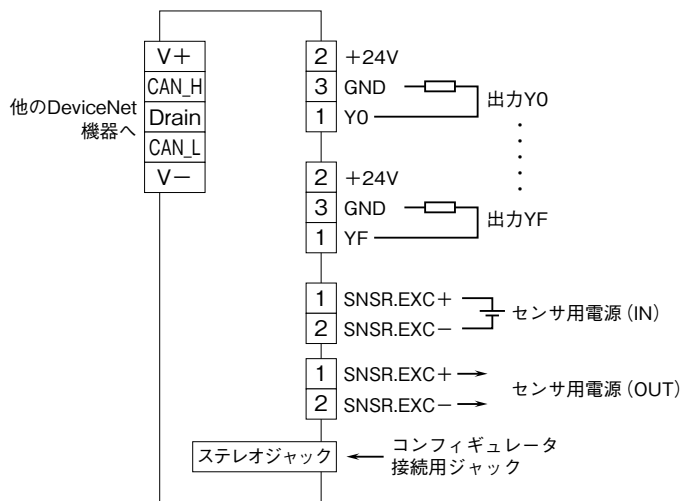 他のDeviceNet
機器へ
V+
CAN_H
Drain
CAN_L
V−
2 +24V
3 GND
1 Y0
出力Y0
2 +24V
3 GND
1 YF
出力YF
1 SNSR.EXC+
2 SNSR.EXC−
センサ用電源(IN)
1 SNSR.EXC+
2 SNSR.EXC−
センサ用電源(OUT)
ステレオジャック
コンフィギュレータ
接続用ジャック